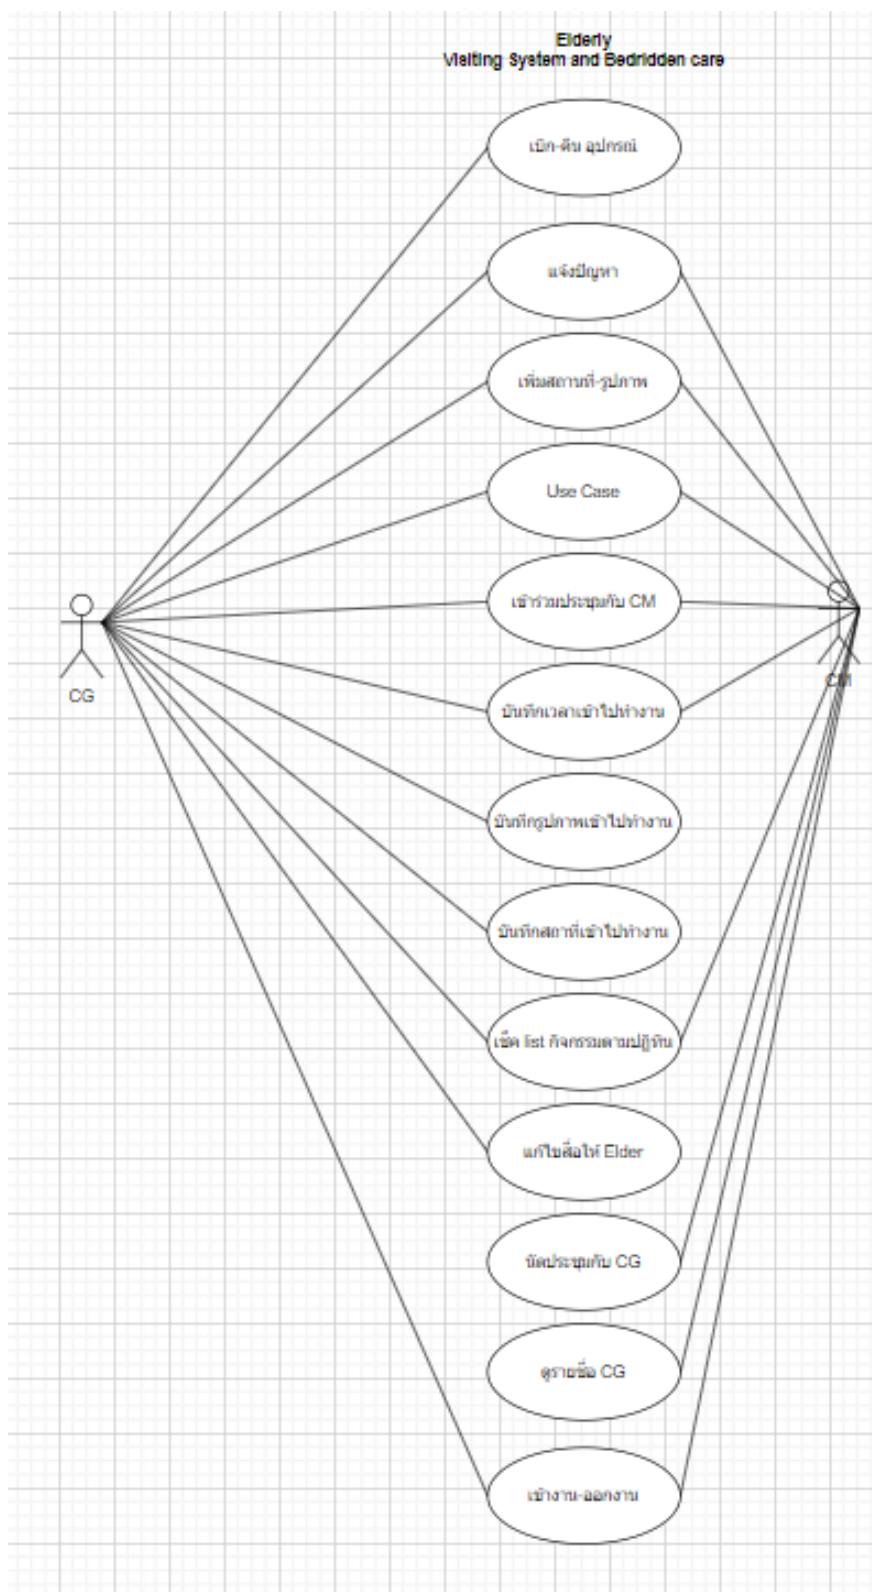 Elderly
Visiting System and Bedridden care
เบิก-คืน อุปกรณ์
แจ้งปัญหา
เพิ่มสถานที่-รูปภาพ
Use Case
เข้าร่วมประชุมกับ CM
CG
CM
บันทึกเวลาเข้าไปทำงาน
บันทึกรูปภาพเข้าไปทำงาน
บันทึกสถาที่เข้าไปทำงาน
เช็ค list กิจกรรมตามปฏิทิน
แก้ไขสื่อให้ Elder
นัดประชุมกับ CG
ดูรายชื่อ CG
เข้างาน-ออกงาน